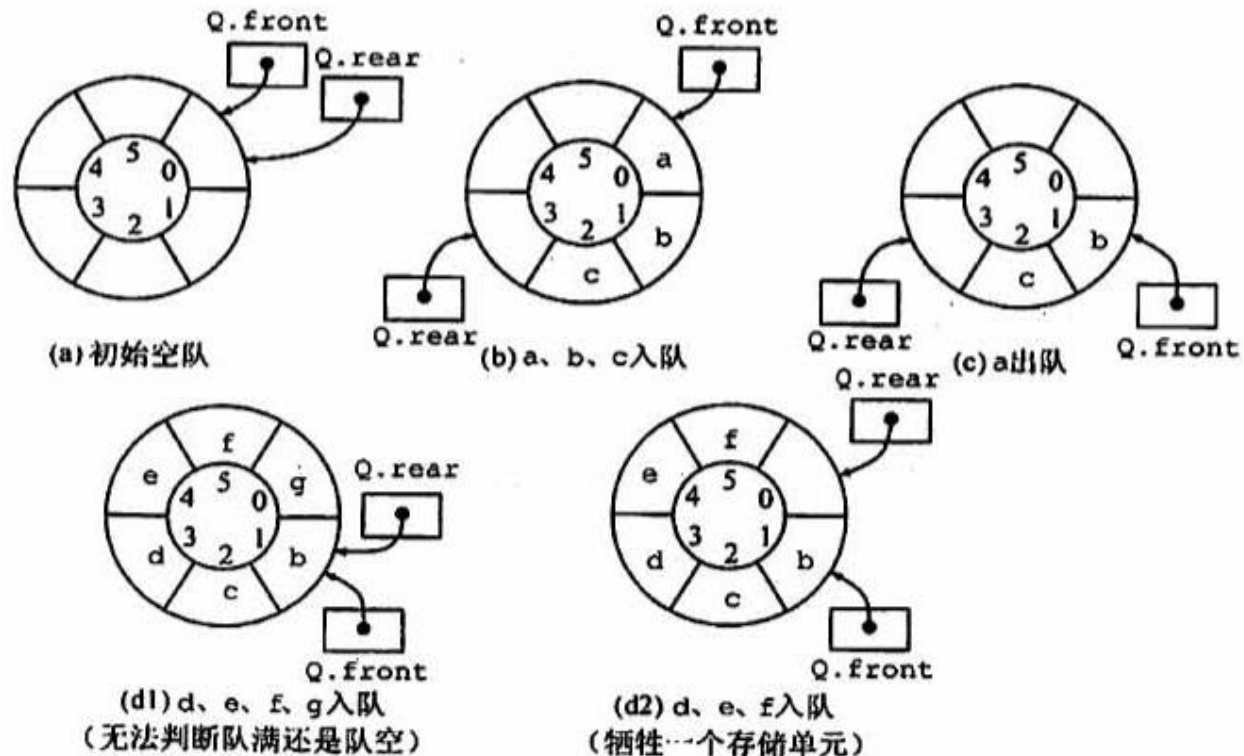 Q.front
Q.rear
5
4
0
3
1
2
(a)初始空队
Q.front
5
a
4
0
3
1
2
b
c
Q.rear
(b)a、b、c入队
5
4
0
3
1
2
b
c
Q.rear
Q.front
(c)a出队
f
e
g
5
4
0
3
1
2
d
b
c
Q.rear
Q.front
(d1)d、e、f、g入队
(无法判断队满还是队空)
Q.rear
f
e
5
4
0
3
1
2
d
b
c
Q.front
(d2) d、e、f入队
(牺牲一个存储单元)